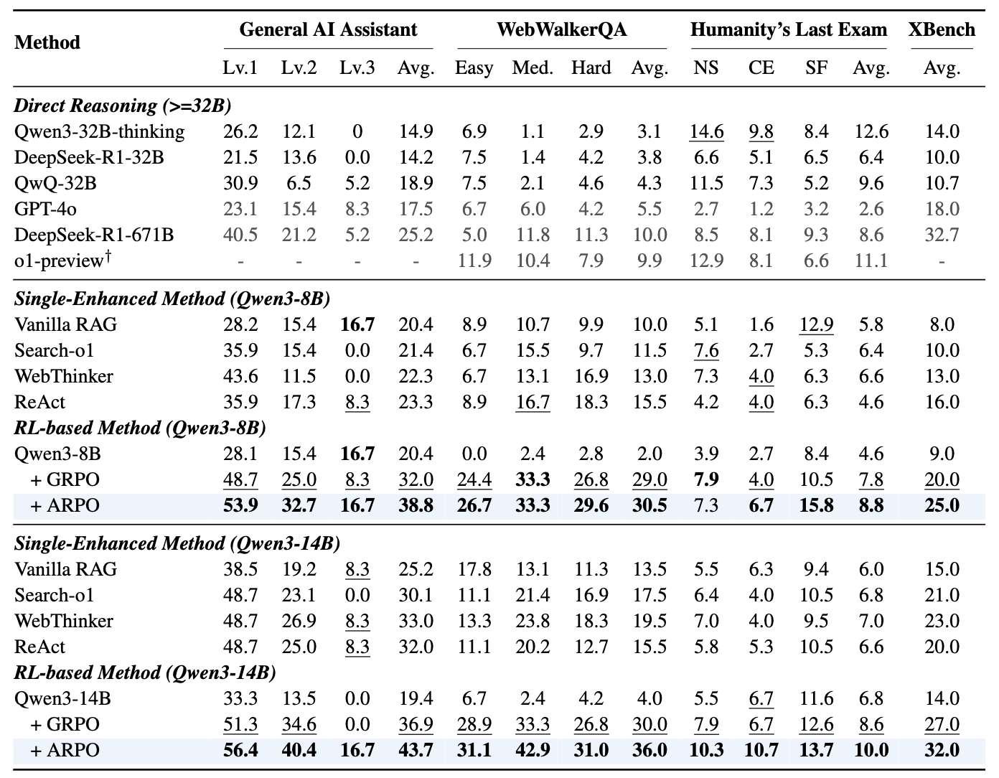 Method General AI Assistant WebWalkerQA Humanity's Last Exam XBench
Lv.1 Lv.2 Lv.3 Avg. Easy Med. Hard Avg. NS CE SF Avg. Avg.
Direct Reasoning (>=32B)
Qwen3-32B-thinking 26.2 12.1 0 14.9 6.9 1.1 2.9 3.1 14.6 9.8 8.4 12.6 14.0
DeepSeek-R1-32B 21.5 13.6 0.0 14.2 7.5 1.4 4.2 3.8 6.6 5.1 6.5 6.4 10.0
QwQ-32B 30.9 6.5 5.2 18.9 7.5 2.1 4.6 4.3 11.5 7.3 5.2 9.6 10.7
GPT-4o 23.1 15.4 8.3 17.5 6.7 6.0 4.2 5.5 2.7 1.2 3.2 2.6 18.0
DeepSeek-R1-671B 40.5 21.2 5.2 25.2 5.0 11.8 11.3 10.0 8.5 8.1 9.3 8.6 32.7
o1-preview† - - - - 11.9 10.4 7.9 9.9 12.9 8.1 6.6 11.1 -
Single-Enhanced Method (Qwen3-8B)
Vanilla RAG 28.2 15.4 16.7 20.4 8.9 10.7 9.9 10.0 5.1 1.6 12.9 5.8 8.0
Search-o1 35.9 15.4 0.0 21.4 6.7 15.5 9.7 11.5 7.6 2.7 5.3 6.4 10.0
WebThinker 43.6 11.5 0.0 22.3 6.7 13.1 16.9 13.0 7.3 4.0 6.3 6.6 13.0
ReAct 35.9 17.3 8.3 23.3 8.9 16.7 18.3 15.5 4.2 4.0 6.3 4.6 16.0
RL-based Method (Qwen3-8B)
Qwen3-8B 28.1 15.4 16.7 20.4 0.0 2.4 2.8 2.0 3.9 2.7 8.4 4.6 9.0
+ GRPO 48.7 25.0 8.3 32.0 24.4 33.3 26.8 29.0 7.9 4.0 10.5 7.8 20.0
+ ARPO 53.9 32.7 16.7 38.8 26.7 33.3 29.6 30.5 7.3 6.7 15.8 8.8 25.0
Single-Enhanced Method (Qwen3-14B)
Vanilla RAG 38.5 19.2 8.3 25.2 17.8 13.1 11.3 13.5 5.5 6.3 9.4 6.0 15.0
Search-o1 48.7 23.1 0.0 30.1 11.1 21.4 16.9 17.5 6.4 4.0 10.5 6.8 21.0
WebThinker 48.7 26.9 8.3 33.0 13.3 23.8 18.3 19.5 7.0 4.0 9.5 7.0 23.0
ReAct 48.7 25.0 8.3 32.0 11.1 20.2 12.7 15.5 5.8 5.3 10.5 6.6 20.0
RL-based Method (Qwen3-14B)
Qwen3-14B 33.3 13.5 0.0 19.4 6.7 2.4 4.2 4.0 5.5 6.7 11.6 6.8 14.0
+ GRPO 51.3 34.6 0.0 36.9 28.9 33.3 26.8 30.0 7.9 6.7 12.6 8.6 27.0
+ ARPO 56.4 40.4 16.7 43.7 31.1 42.9 31.0 36.0 10.3 10.7 13.7 10.0 32.0